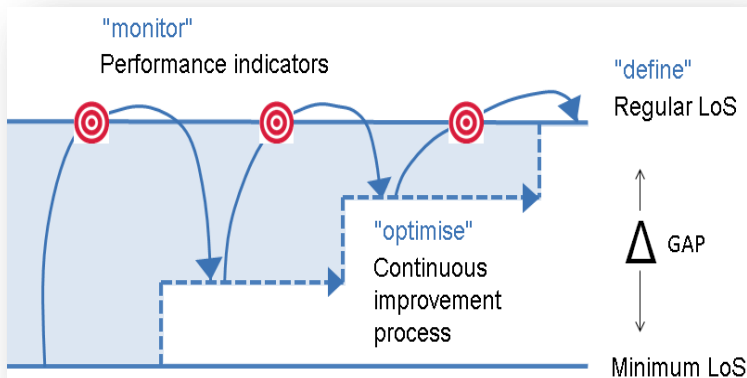 "monitor"
Performance indicators
"define"
Regular LoS
"optimise"
Continuous
improvement
process
Δ GAP
Minimum LoS